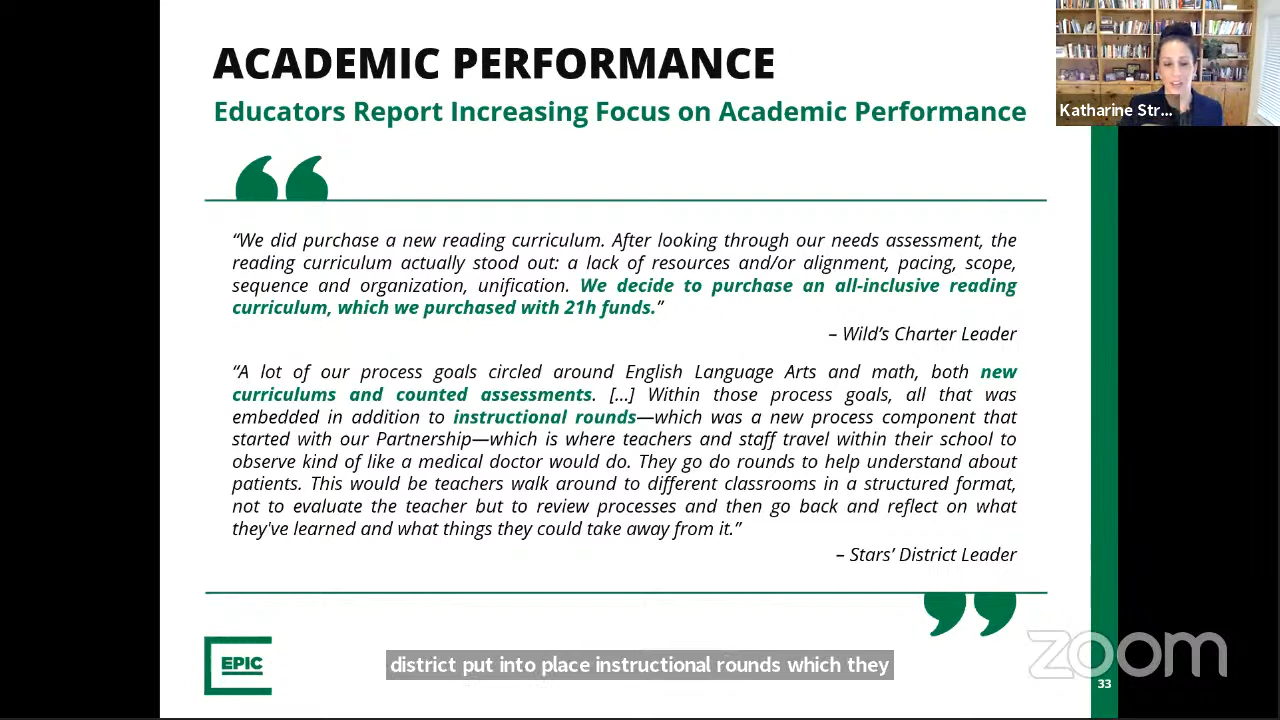 ACADEMIC PERFORMANCE
Educators Report Increasing Focus on Academic Performance
Katharine Str...
“We did purchase a new reading curriculum. After looking through our needs assessment, the
reading curriculum actually stood out: a lack of resources and/or alignment, pacing, scope,
sequence and organization, unification. We decide to purchase an all-inclusive reading
curriculum, which we purchased with 21h funds.”
– Wild’s Charter Leader
“A lot of our process goals circled around English Language Arts and math, both new
curriculums and counted assessments. [...] Within those process goals, all that was
embedded in addition to instructional rounds—which was a new process component that
started with our Partnership—which is where teachers and staff travel within their school to
observe kind of like a medical doctor would do. They go do rounds to help understand about
patients. This would be teachers walk around to different classrooms in a structured format,
not to evaluate the teacher but to review processes and then go back and reflect on what
they've learned and what things they could take away from it.”
– Stars’ District Leader
EPIC
district put into place instructional rounds which they
zoom
33